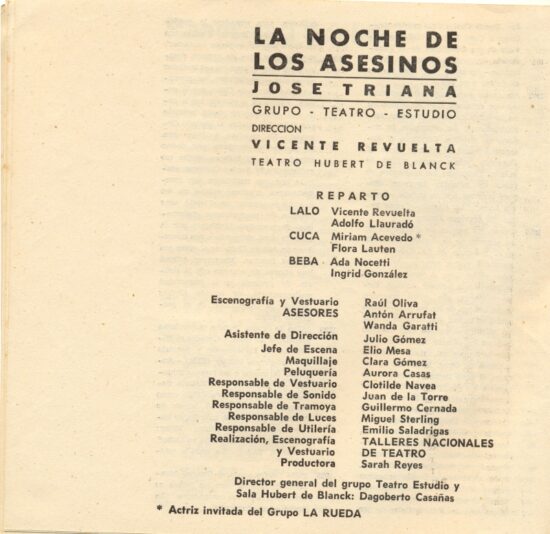 LA NOCHE DE
LOS ASESINOS
JOSE TRIANA
GRUPO - TEATRO - ESTUDIO
DIRECCION
VICENTE REVUELTA
TEATRO HUBERT DE BLANCK
REPARTO
LALO Vicente Revuelta
Adolfo Llauradó
CUCA Miriam Acevedo *
Flora Lauten
BEBA Ada Nocetti
Ingrid González
Escenografía y Vestuario Raúl Oliva
ASESORES Antón Arrufat
Wanda Garatti
Asistente de Dirección Julio Gómez
Jefe de Escena Elio Mesa
Maquillaje Clara Gómez
Peluquería Aurora Casas
Responsable de Vestuario Clotilde Navea
Responsable de Sonido Juan de la Torre
Responsable de Tramoya Guillermo Cernada
Responsable de Luces Miguel Sterling
Responsable de Utilería Emilio Saladrigas
Realización, Escenografía TALLERES NACIONALES
y Vestuario DE TEATRO
Productora Sarah Reyes
Director general del grupo Teatro Estudio y
Sala Hubert de Blanck: Dagoberto Casañas
* Actriz invitada del Grupo LA RUEDA